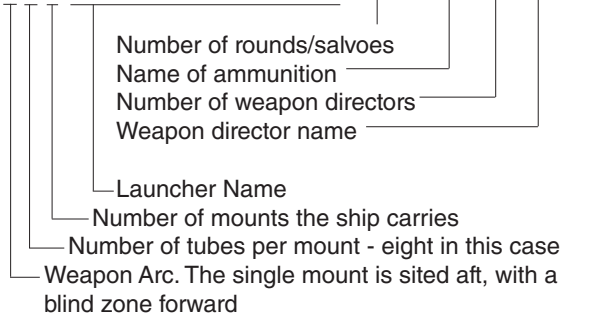 Number of rounds/salvoes
Name of ammunition
Number of weapon directors
Weapon director name
Launcher Name
Number of mounts the ship carries
Number of tubes per mount - eight in this case
Weapon Arc. The single mount is sited aft, with a
blind zone forward